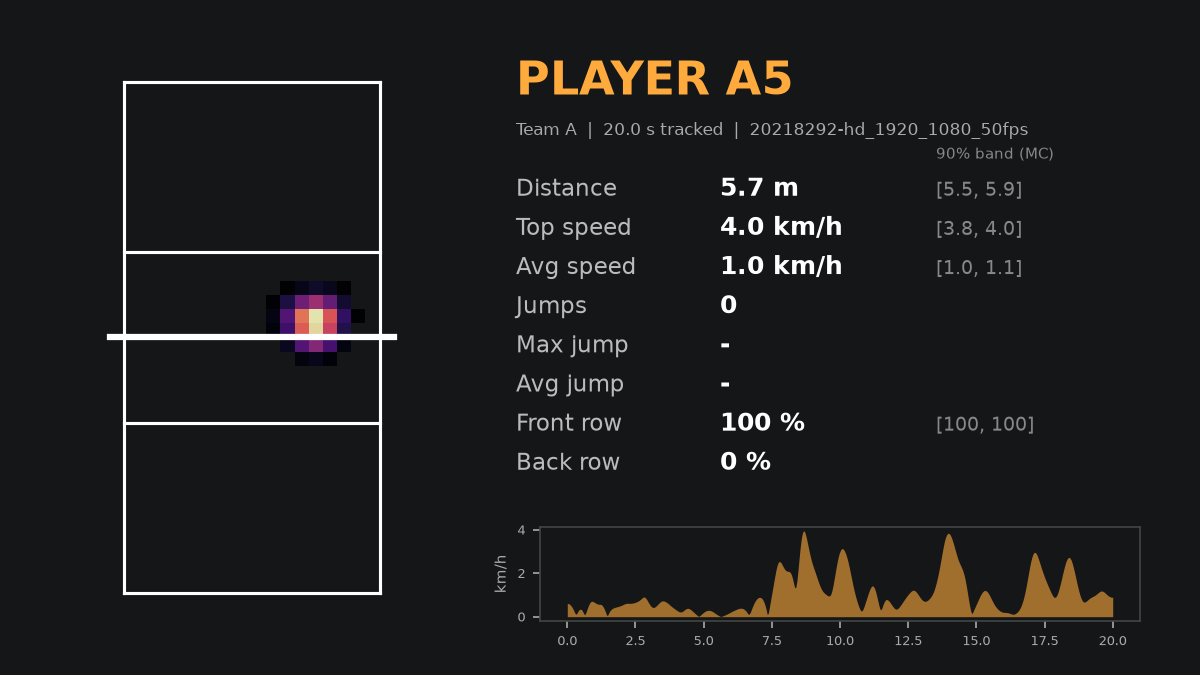 PLAYER A5
Team A | 20.0 s tracked | 20218292-hd_1920_1080_50fps
90% band (MC)
Distance 5.7 m [5.5, 5.9]
Top speed 4.0 km/h [3.8, 4.0]
Avg speed 1.0 km/h [1.0, 1.1]
Jumps 0
Max jump -
Avg jump -
Front row 100 % [100, 100]
Back row 0 %
km/h
4
2
0
0.0 2.5 5.0 7.5 10.0 12.5 15.0 17.5 20.0